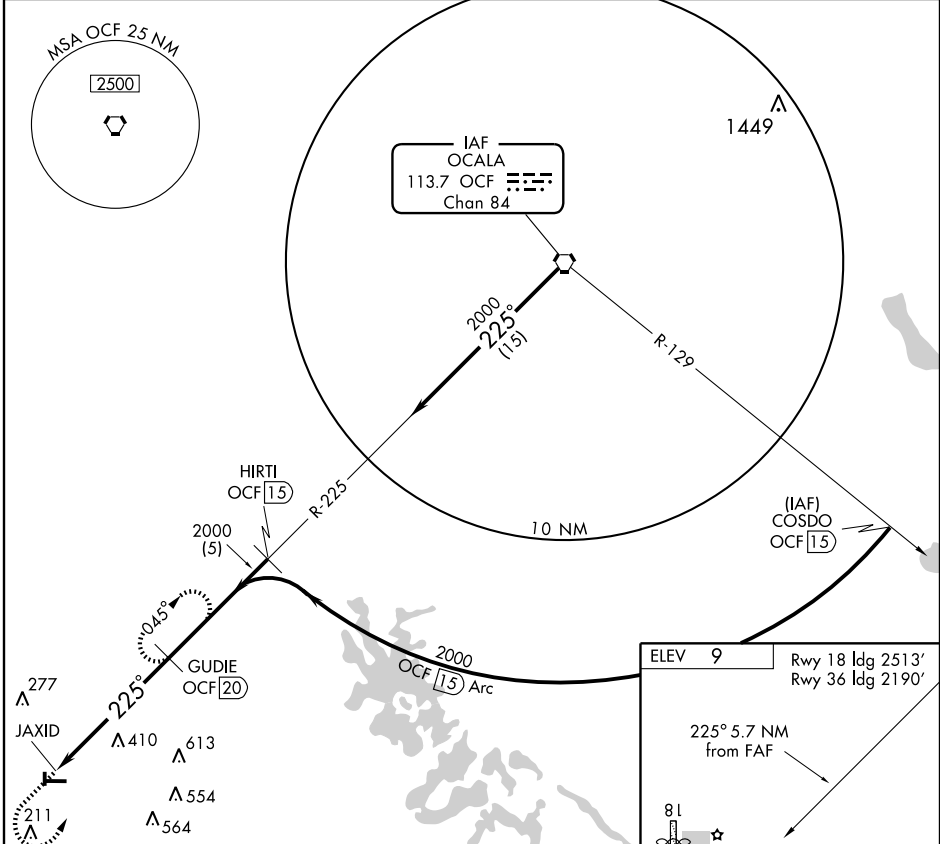 MSA OCF 25 NM
2500
1449
IAF
OCALA
113.7 OCF
Chan 84
2000
225°
(15)
R-129
HIRTI
OCF 15
R-225
2000
(5)
10 NM
(IAF)
COSDO
OCF 15
045°
GUDIE
OCF 20
2000
OCF 15 Arc
225°
277
JAXID
410
613
554
564
211
ELEV 9
Rwy 18 ldg 2513'
Rwy 36 ldg 2190'
225° 5.7 NM
from FAF
18